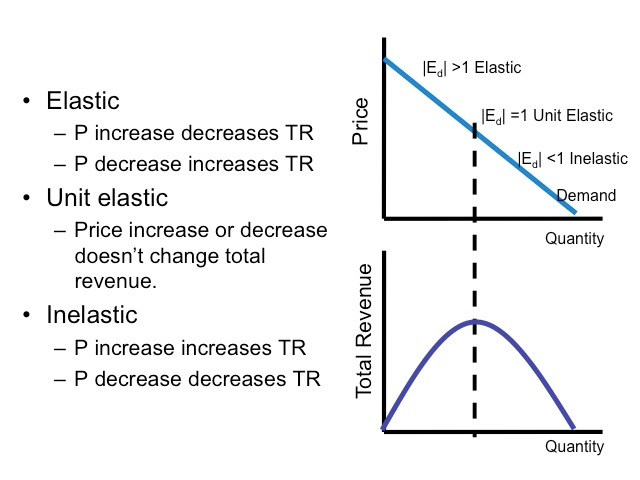 • Elastic
– P increase decreases TR
– P decrease increases TR
• Unit elastic
– Price increase or decrease
doesn’t change total
revenue.
• Inelastic
– P increase increases TR
– P decrease decreases TR
Price
|Ed| >1 Elastic
|Ed| =1 Unit Elastic
|Ed| <1 Inelastic
Demand
Quantity
Total Revenue
Quantity